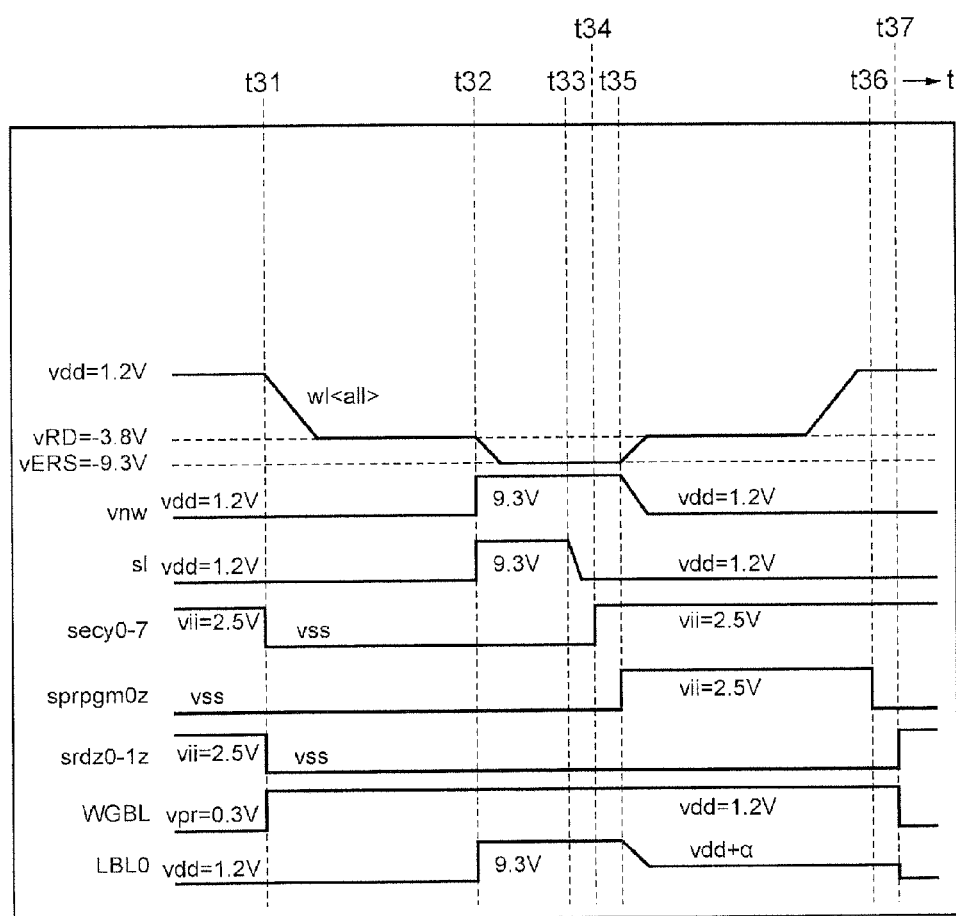 t34 t37
t31 t32 t33 t35 t36 t
vdd=1.2V
wl<all>
vRD=-3.8V
vERS=-9.3V
vnw vdd=1.2V 9.3V vdd=1.2V
sl vdd=1.2V 9.3V vdd=1.2V
secy0-7 vii=2.5V vss vii=2.5V
sprpgm0z vss vii=2.5V
srdz0-1z vii=2.5V vss
WGBL vpr=0.3V vdd=1.2V
LBL0 vdd=1.2V 9.3V vdd+α